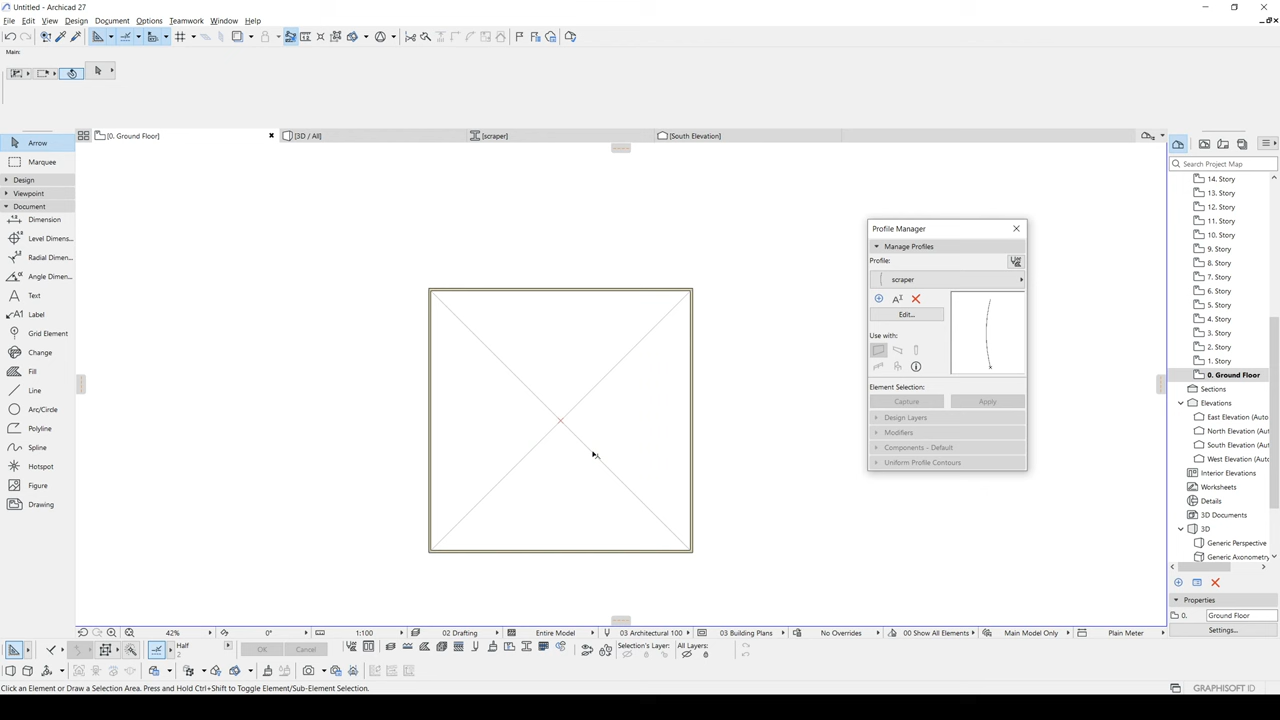 Untitled - Archicad 27
File Edit View Design Document Options Teamwork Window Help
Main:
[0. Ground Floor]
[3D / All]
[scraper]
[South Elevation]
Arrow
Marquee
Design
Viewpoint
Document
Dimension
Level Dimens...
Radial Dimen...
Angle Dimen...
Text
Label
Grid Element
Change
Fill
Line
Arc/Circle
Polyline
Spline
Hotspot
Figure
Drawing
Profile Manager
Manage Profiles
Profile:
scraper
Edit...
Use with:
Element Selection:
Capture Apply
Design Layers
Modifiers
Components - Default
Uniform Profile Contours
Search Project Map
14. Story
13. Story
12. Story
11. Story
10. Story
9. Story
8. Story
7. Story
6. Story
5. Story
4. Story
3. Story
2. Story
1. Story
0. Ground Floor
Sections
Elevations
East Elevation (Auto
North Elevation (Aut
South Elevation (Aut
West Elevation (Aut
Interior Elevations
Worksheets
Details
3D Documents
3D
Generic Perspective
Generic Axonometry
Properties
0. Ground Floor
Settings...
42% 0° 1:100 02 Drafting Entire Model 03 Architectural 100 03 Building Plans No Overrides 00 Show All Elements Main Model Only Plain Meter
Half
2
OK Cancel
Selection's Layer: All Layers:
Click an Element or Draw a Selection Area. Press and Hold Ctrl+Shift to Toggle Element/Sub-Element Selection.
GRAPHISOFT ID